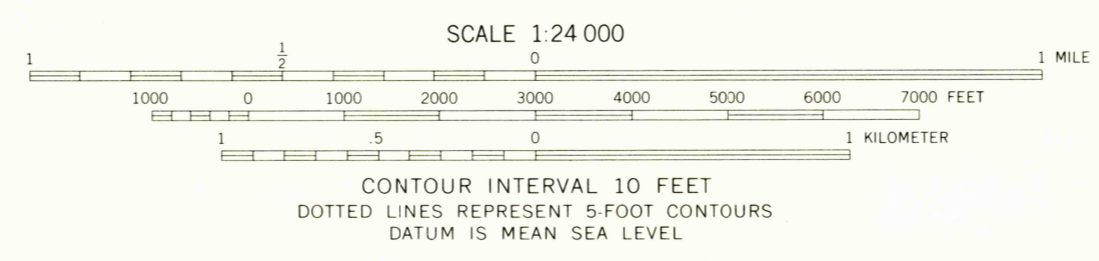 SCALE 1:24 000
1 1/2 0 1 MILE
1000 0 1000 2000 3000 4000 5000 6000 7000 FEET
1 .5 0 1 KILOMETER
CONTOUR INTERVAL 10 FEET
DOTTED LINES REPRESENT 5-FOOT CONTOURS
DATUM IS MEAN SEA LEVEL